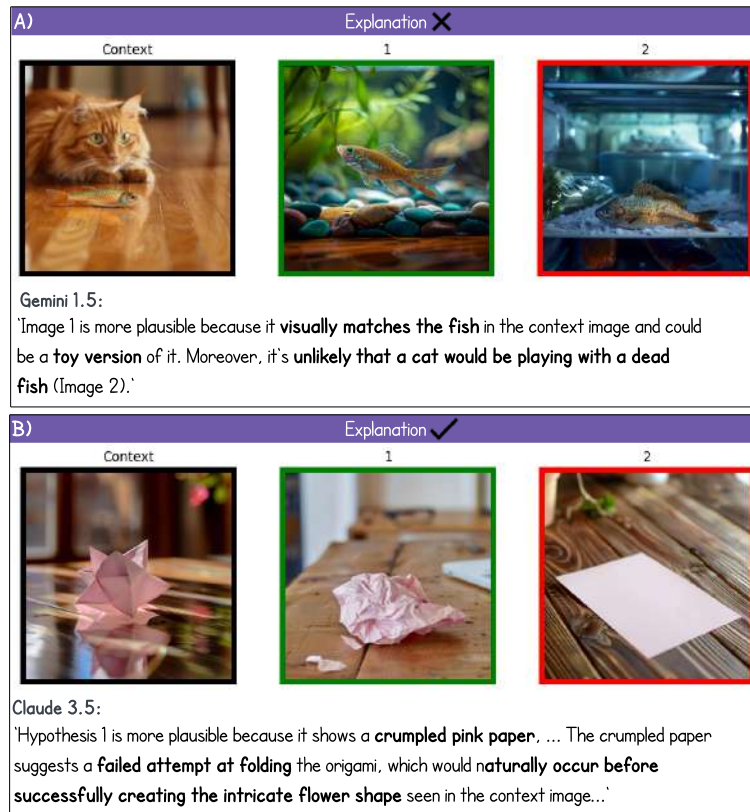 A)
Explanation ✕
Context
1
2
Gemini 1.5:
'Image 1 is more plausible because it visually matches the fish in the context image and could
be a toy version of it. Moreover, it's unlikely that a cat would be playing with a dead
fish (Image 2).'
B)
Explanation ✓
Context
1
2
Claude 3.5:
'Hypothesis 1 is more plausible because it shows a crumpled pink paper, ... The crumpled paper
suggests a failed attempt at folding the origami, which would naturally occur before
successfully creating the intricate flower shape seen in the context image...'